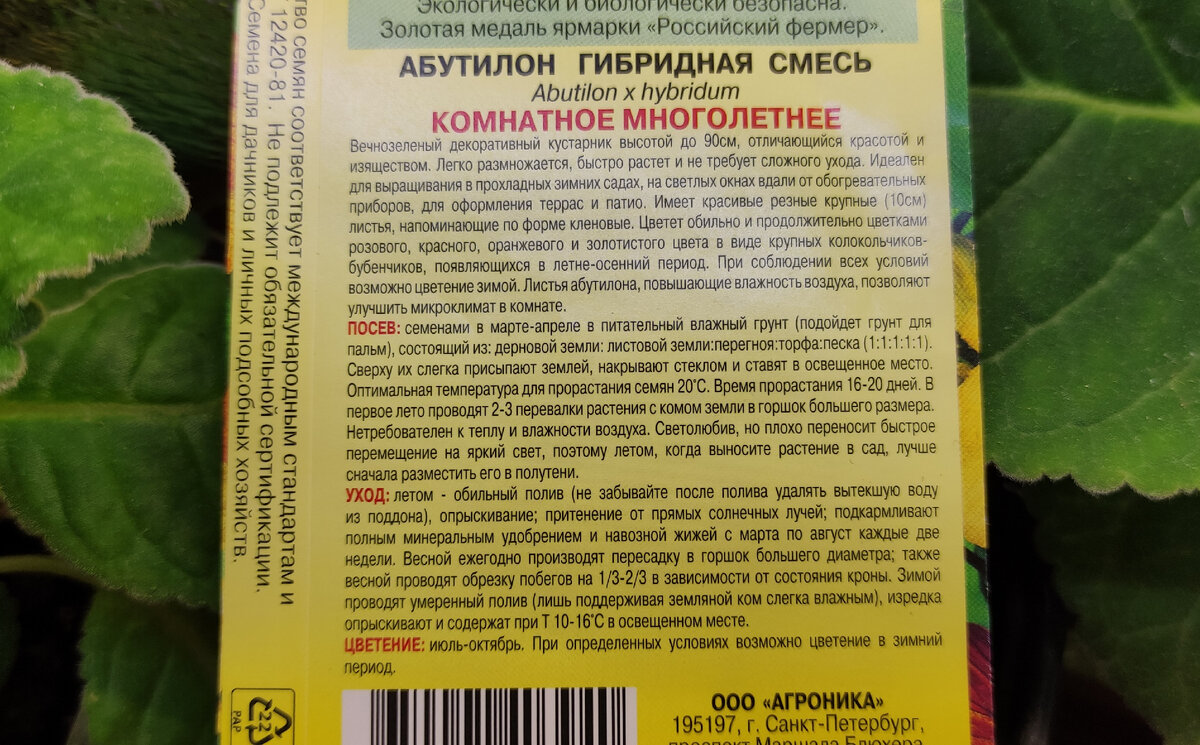 Экологически и биологически безопасна.
Золотая медаль ярмарки «Российский фермер».
АБУТИЛОН ГИБРИДНАЯ СМЕСЬ
Abutilon x hybridum
КОМНАТНОЕ МНОГОЛЕТНЕЕ
Вечнозеленый декоративный кустарник высотой до 90см, отличающийся красотой и
изяществом. Легко размножается, быстро растет и не требует сложного ухода. Идеален
для выращивания в прохладных зимних садах, на светлых окнах вдали от обогревательных
приборов, для оформления террас и патио. Имеет красивые резные крупные (10см)
листья, напоминающие по форме кленовые. Цветет обильно и продолжительно цветками
розового, красного, оранжевого и золотистого цвета в виде крупных колокольчиков-
бубенчиков, появляющихся в летне-осенний период. При соблюдении всех условий
возможно цветение зимой. Листья абутилона, повышающие влажность воздуха, позволяют
улучшить микроклимат в комнате.
ПОСЕВ: семенами в марте-апреле в питательный влажный грунт (подойдет грунт для
пальм), состоящий из: дерновой земли: листовой земли:перегноя:торфа:песка (1:1:1:1:1).
Сверху их слегка присыпают землей, накрывают стеклом и ставят в освещенное место.
Оптимальная температура для прорастания семян 20°С. Время прорастания 16-20 дней. В
первое лето проводят 2-3 перевалки растения с комом земли в горшок большего размера.
Нетребователен к теплу и влажности воздуха. Светолюбив, но плохо переносит быстрое
перемещение на яркий свет, поэтому летом, когда выносите растение в сад, лучше
сначала разместить его в полутени.
УХОД: летом - обильный полив (не забывайте после полива удалять вытекшую воду
из поддона), опрыскивание; притенение от прямых солнечных лучей; подкармливают
полным минеральным удобрением и навозной жижей с марта по август каждые две
недели. Весной ежегодно производят пересадку в горшок большего диаметра; также
весной проводят обрезку побегов на 1/3-2/3 в зависимости от состояния кроны. Зимой
проводят умеренный полив (лишь поддерживая земляной ком слегка влажным), изредка
опрыскивают и содержат при Т 10-16°С в освещенном месте.
ЦВЕТЕНИЕ: июль-октябрь. При определенных условиях возможно цветение в зимний
период.
ООО «АГРОНИКА»
195197, г. Санкт-Петербург,
проспект Маршала Блюхера
тво семян соответствует международным стандартам и
12420-81. Не подлежит обязательной сертификации.
Семена для дачников и личных подсобных хозяйств.
22
PAP